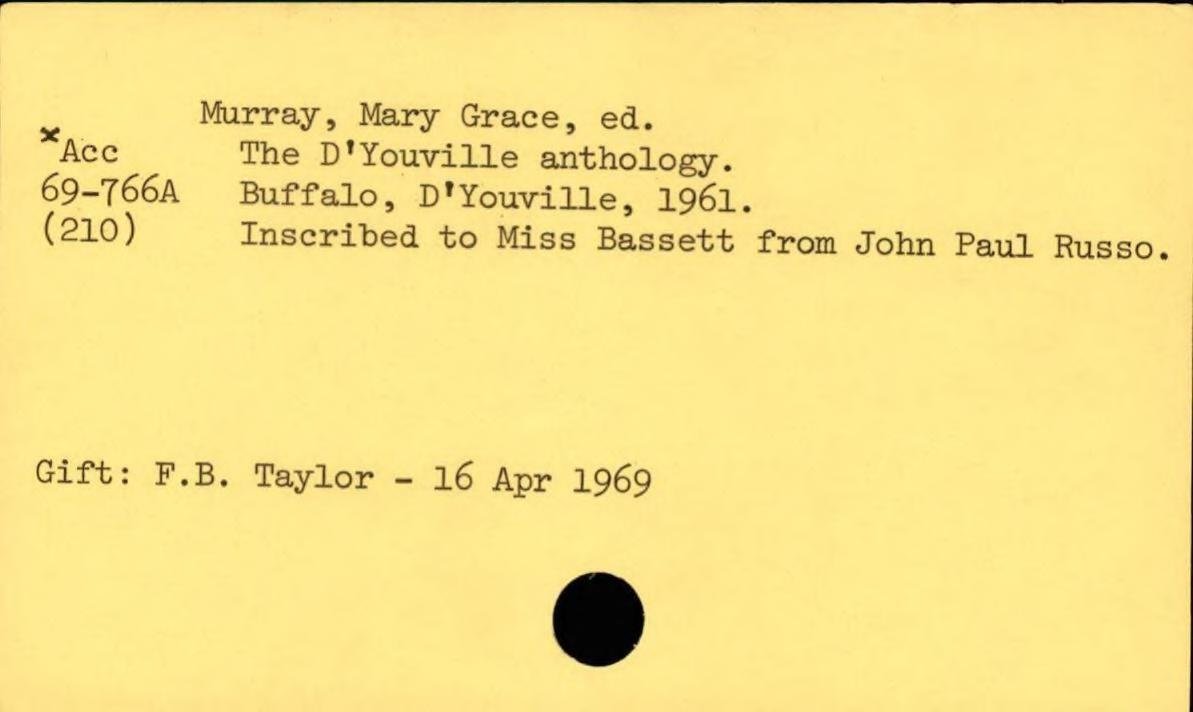 Murray, Mary Grace, ed.
*Acc The D'Youville anthology.
69-766A Buffalo, D'Youville, 1961.
(210) Inscribed to Miss Bassett from John Paul Russo.
Gift: F.B. Taylor - 16 Apr 1969